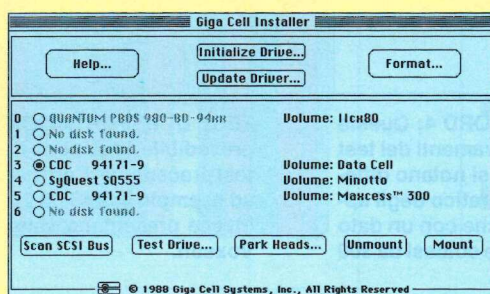 Giga Cell Installer
Help...
Initialize Drive...
Update Driver...
Format...
0 QUANTUM P80S 980-80-94xx Volume: IIcx80
1 No disk found.
2 No disk found.
3 CDC 94171-9 Volume: Data Cell
4 SyQuest SQ555 Volume: Minotto
5 CDC 94171-9 Volume: Maxcess™ 300
6 No disk found.
Scan SCSI Bus
Test Drive...
Park Heads...
Unmount
Mount
© 1988 Giga Cell Systems, Inc., All Rights Reserved